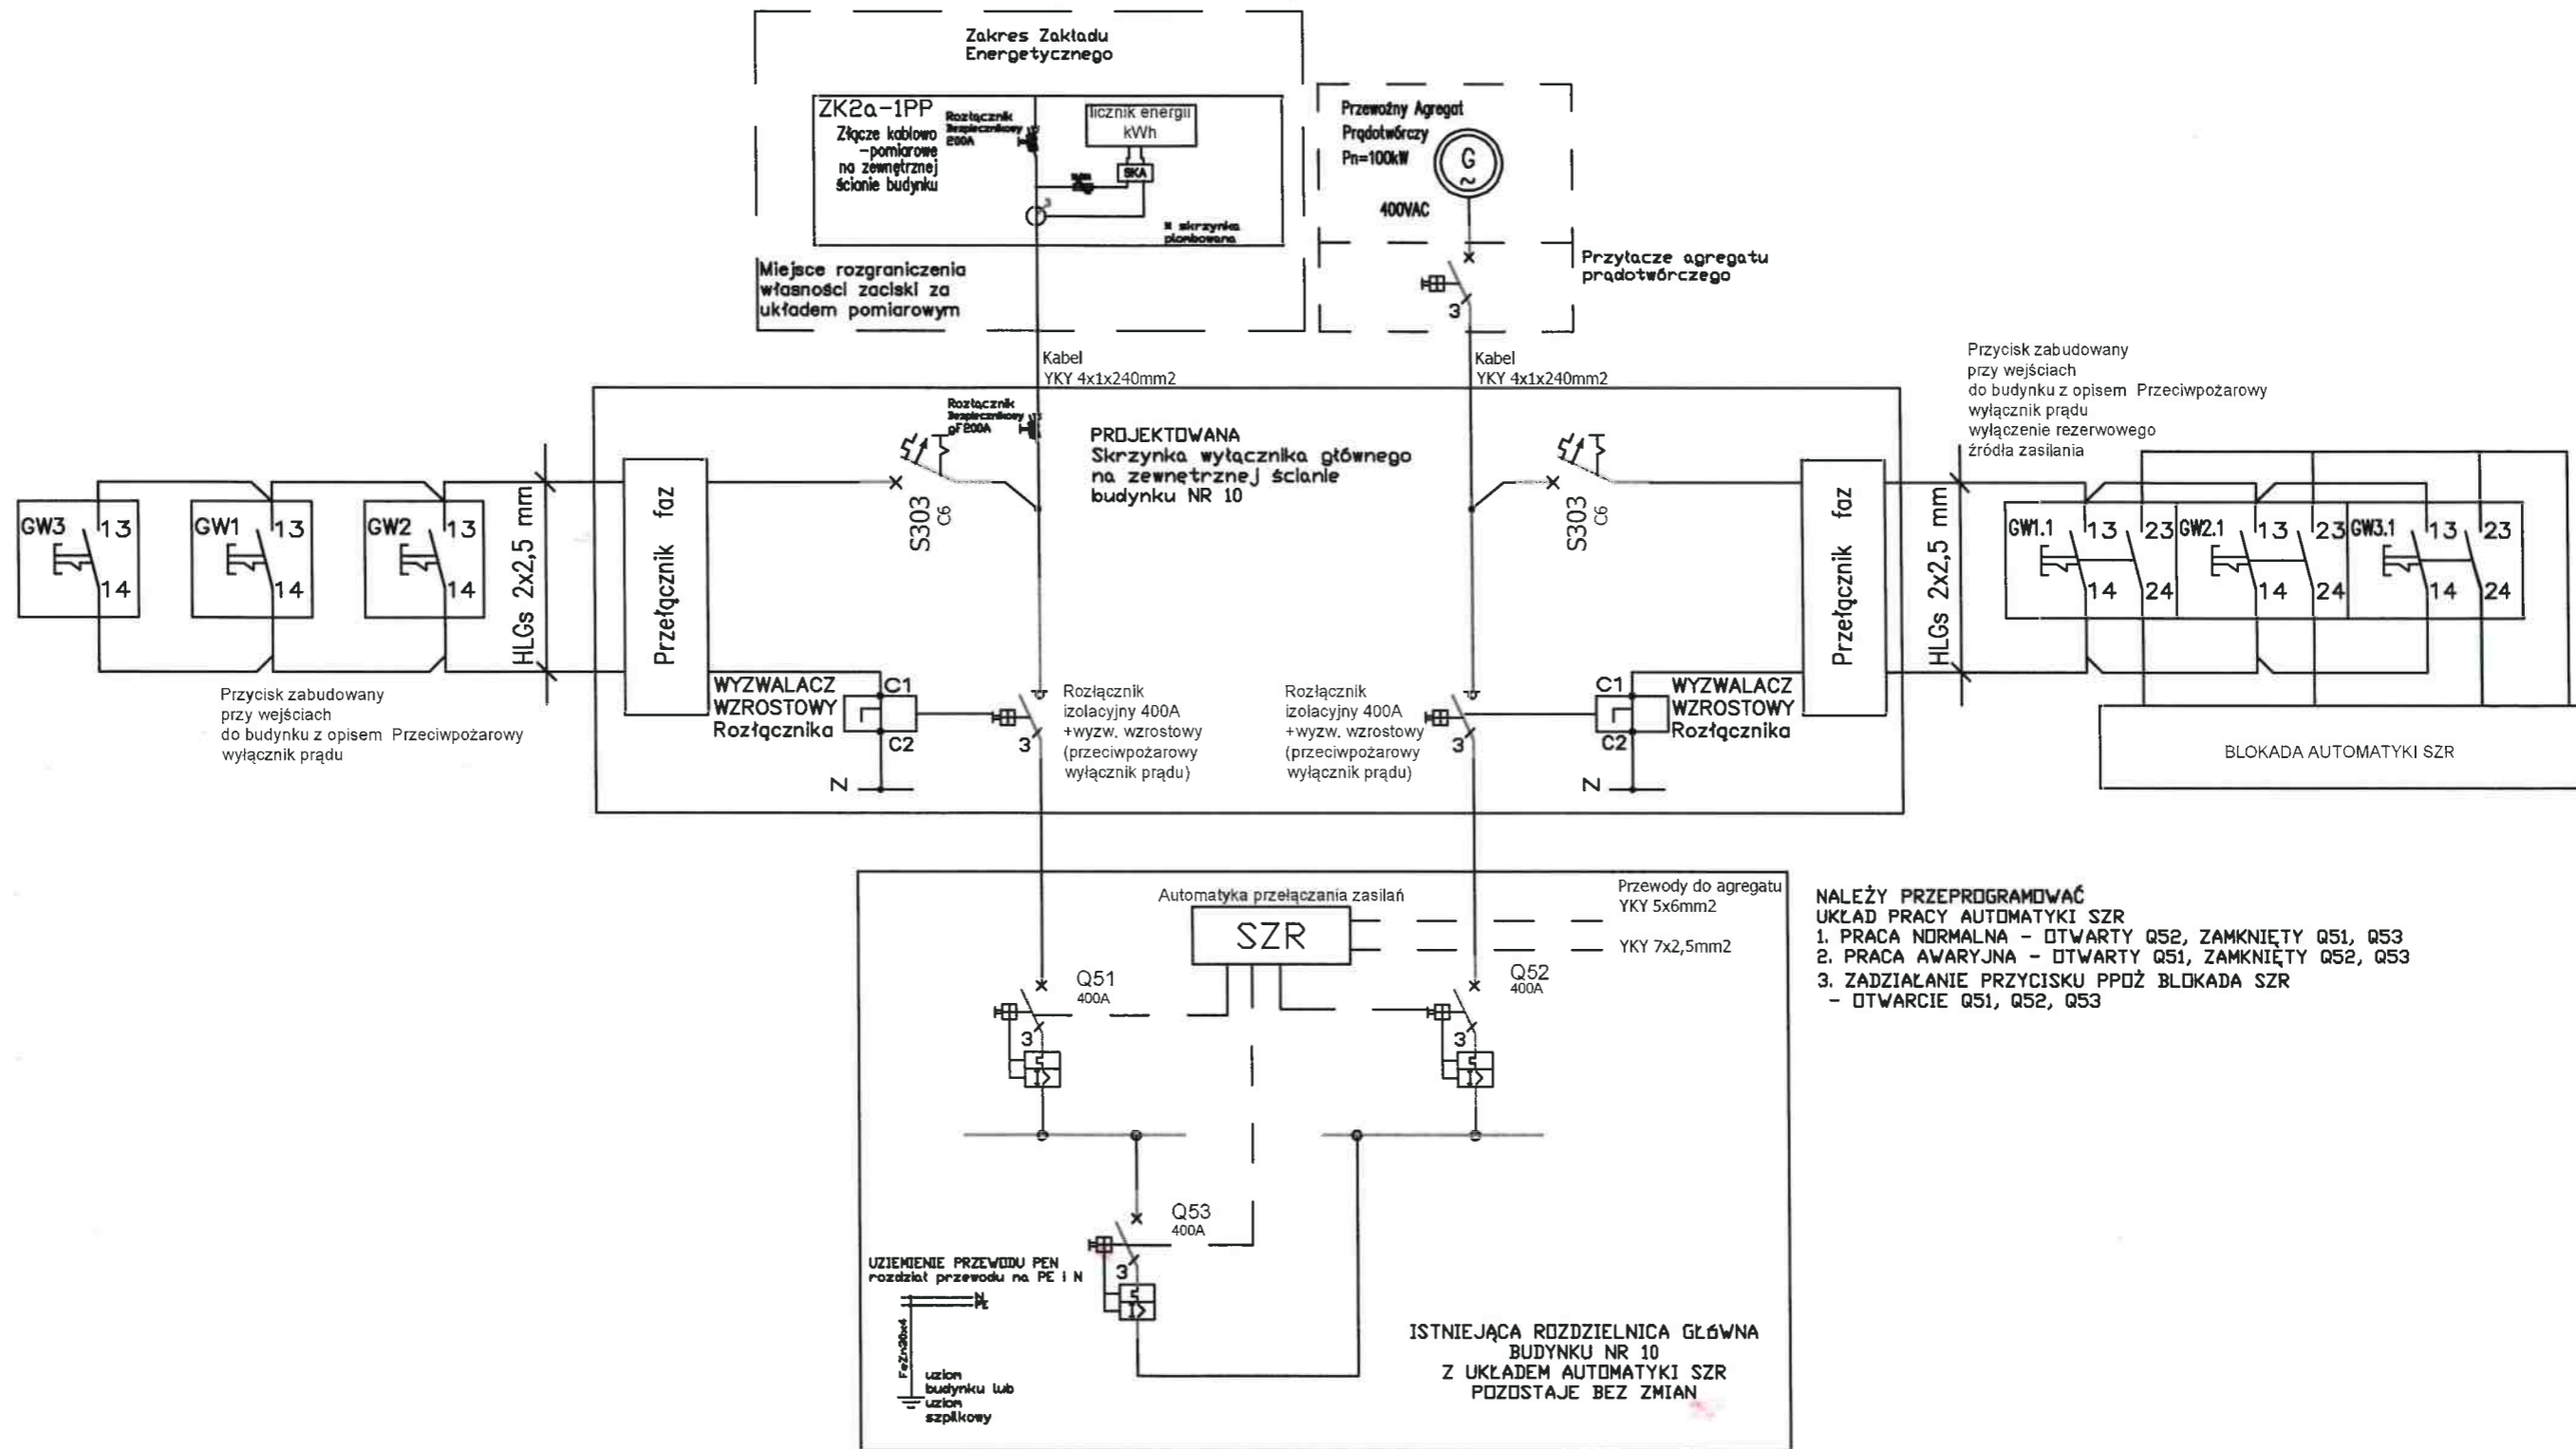 Zakres Zakładu
Energetycznego
ZK2a-1PP
Złącze kablowo
-pomiarowe
na zewnętrznej
ścianie budynku
Rozłącznik
Bezpiecznikowy
200A
licznik energii
kWh
SKA
3
* skrzynka
plombowana
Miejsce rozgraniczenia
własności zaciski za
układem pomiarowym
Przewoźny Agregat
Prądotwórczy
Pn=100kW
G
~
400VAC
3
Przyłacze agregatu
prądotwórczego
Kabel
YKY 4x1x240mm2
Kabel
YKY 4x1x240mm2
Rozłącznik
Bezpiecznikowy
gF200A
PROJEKTOWANA
Skrzynka wyłącznika głównego
na zewnętrznej ścianie
budynku NR 10
S303
C6
S303
C6
Przełącznik faz
Przełącznik faz
HLGs 2x2,5 mm
HLGs 2x2,5 mm
GW3
13
14
GW1
13
14
GW2
13
14
Przycisk zabudowany
przy wejściach
do budynku z opisem Przeciwpożarowy
wyłącznik prądu
WYZWALACZ
WZROSTOWY
Rozłącznika
C1
C2
N
3
Rozłącznik
izolacyjny 400A
+wyzw. wzrostowy
(przeciwpożarowy
wyłącznik prądu)
Rozłącznik
izolacyjny 400A
+wyzw. wzrostowy
(przeciwpożarowy
wyłącznik prądu)
3
C1
C2
N
WYZWALACZ
WZROSTOWY
Rozłącznika
Przycisk zabudowany
przy wejściach
do budynku z opisem Przeciwpożarowy
wyłącznik prądu
wyłączenie rezerwowego
źródła zasilania
GW1.1
13
23
14
24
GW2.1
13
23
14
24
GW3.1
13
23
14
24
BLOKADA AUTOMATYKI SZR
Automatyka przełączania zasilań
SZR
Przewody do agregatu
YKY 5x6mm2
YKY 7x2,5mm2
Q51
400A
3
I>
Q52
400A
3
I>
Q53
400A
3
I>
NALEŻY PRZEPROGRAMOWAĆ
UKŁAD PRACY AUTOMATYKI SZR
1. PRACA NORMALNA - OTWARTY Q52, ZAMKNIĘTY Q51, Q53
2. PRACA AWARYJNA - OTWARTY Q51, ZAMKNIĘTY Q52, Q53
3. ZADZIAŁANIE PRZYCISKU PPOŻ BLOKADA SZR
- OTWARCIE Q51, Q52, Q53
UZIEMIENIE PRZEWODU PEN
rozdział przewodu na PE i N
N
PE
FeZn30x4
uziom
budynku lub
uziom
szpilkowy
ISTNIEJĄCA ROZDZIELNICA GŁÓWNA
BUDYNKU NR 10
Z UKŁADEM AUTOMATYKI SZR
POZOSTAJE BEZ ZMIAN